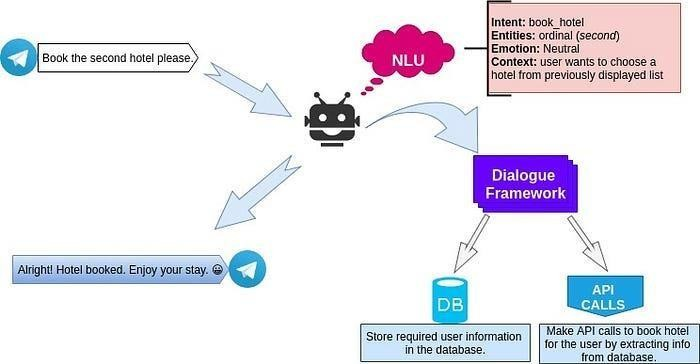 Book the second hotel please.
NLU
Intent: book_hotel
Entities: ordinal (second)
Emotion: Neutral
Context: user wants to choose a
hotel from previously displayed list
Dialogue
Framework
Alright! Hotel booked. Enjoy your stay. 😀
DB
API
CALLS
Store required user information
in the database.
Make API calls to book hotel
for the user by extracting info
from database.